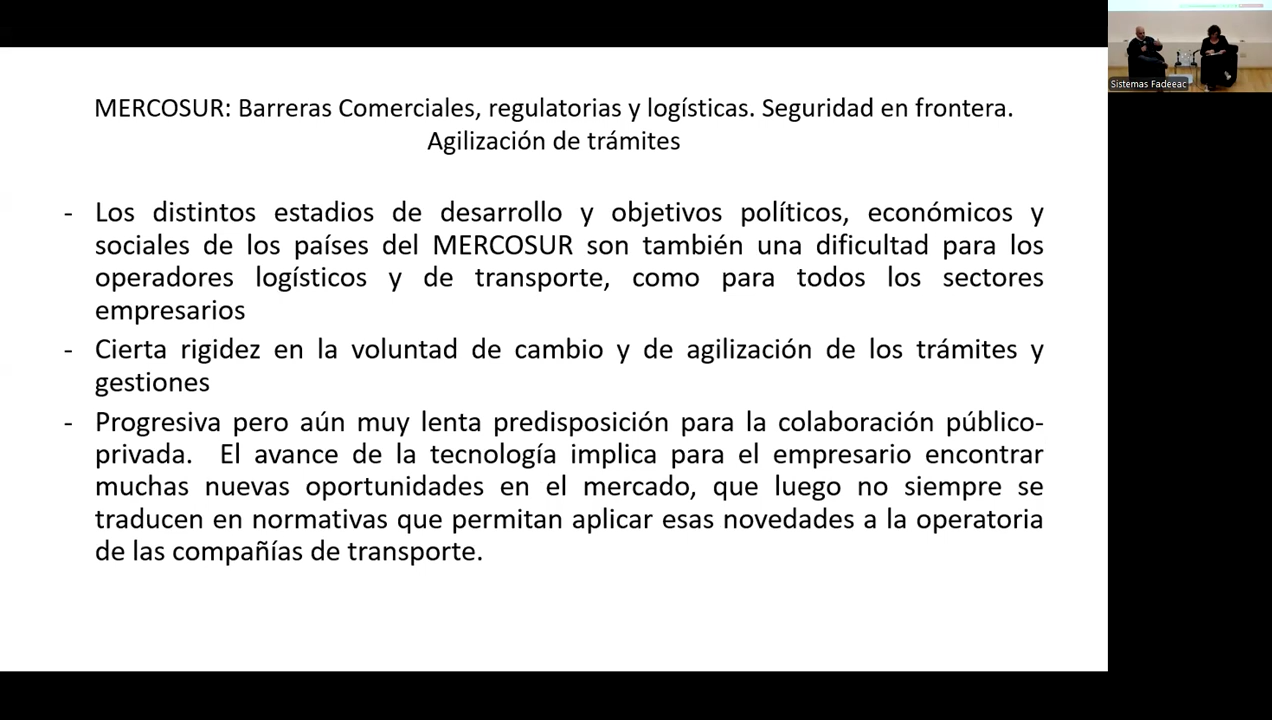 MERCOSUR: Barreras Comerciales, regulatorias y logísticas. Seguridad en frontera.
Agilización de trámites
- Los distintos estadios de desarrollo y objetivos políticos, económicos y
sociales de los países del MERCOSUR son también una dificultad para los
operadores logísticos y de transporte, como para todos los sectores
empresarios
- Cierta rigidez en la voluntad de cambio y de agilización de los trámites y
gestiones
- Progresiva pero aún muy lenta predisposición para la colaboración público-
privada. El avance de la tecnología implica para el empresario encontrar
muchas nuevas oportunidades en el mercado, que luego no siempre se
traducen en normativas que permitan aplicar esas novedades a la operatoria
de las compañías de transporte.
Sistemas Fadeeac